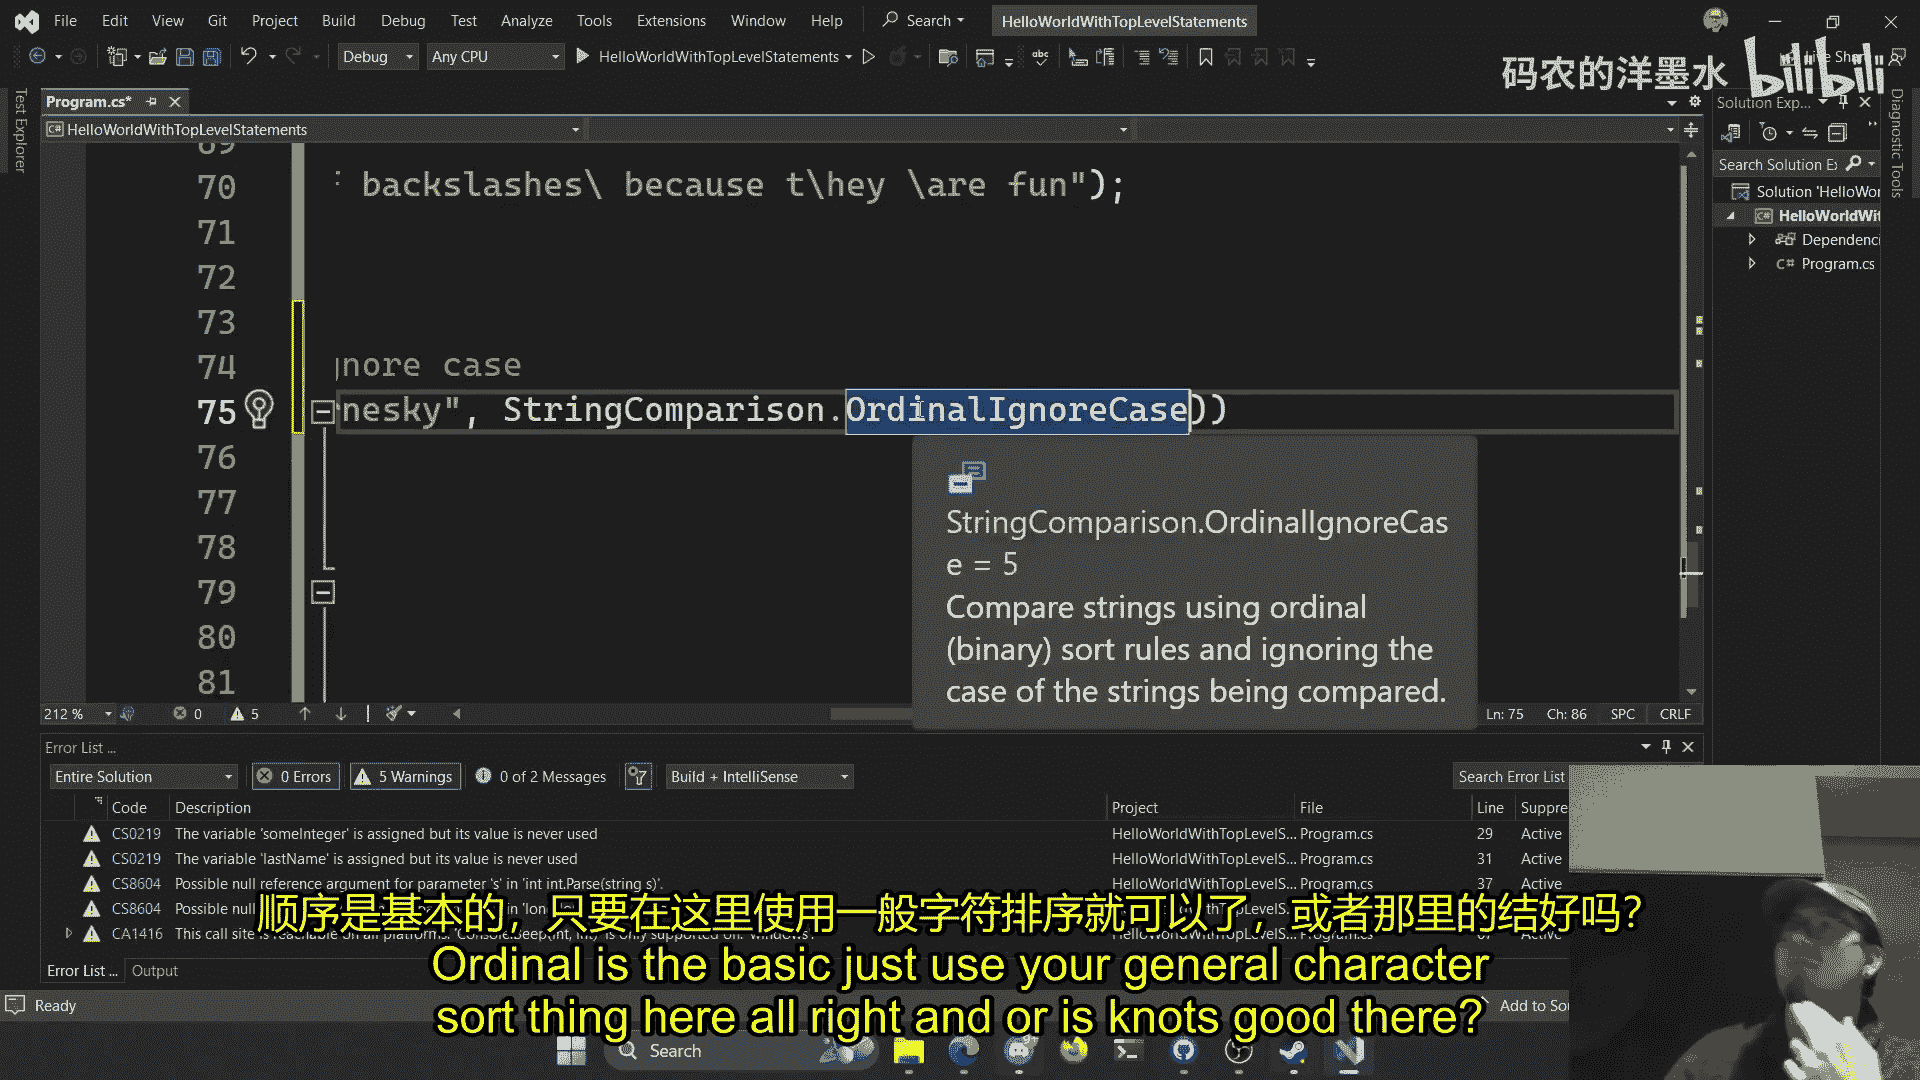 File Edit View Git Project Build Debug Test Analyze Tools Extensions Window Help Search HelloWorldWithTopLevelStatements
Debug Any CPU HelloWorldWithTopLevelStatements Live Share
码农的洋墨水 bilibili
Test Explorer
Program.cs*
HelloWorldWithTopLevelStatements
69
70 backslashes\ because t\hey \are fun");
71
72
73
74 nore case
75 nesky", StringComparison.OrdinalIgnoreCase))
76
77
78
79
80
81
StringComparison.OrdinalIgnoreCas
e = 5
Compare strings using ordinal
(binary) sort rules and ignoring the
case of the strings being compared.
212 % 0 5 Ln: 75 Ch: 86 SPC CRLF
Solution Exp...
Search Solution Ex
Solution 'HelloWor
HelloWorldWit
Dependenci
C# Program.cs
Diagnostic Tools
Error List ...
Entire Solution 0 Errors 5 Warnings 0 of 2 Messages Build + IntelliSense Search Error List
Code Description Project File Line Suppre
CS0219 The variable 'someInteger' is assigned but its value is never used HelloWorldWithTopLevelS... Program.cs 29 Active
CS0219 The variable 'lastName' is assigned but its value is never used HelloWorldWithTopLevelS... Program.cs 31 Active
CS8604 Possible null reference argument for parameter 's' in 'int int.Parse(string s)'. HelloWorldWithTopLevelS... Program.cs 37 Active
CS8604 Possible null
CA1416 This call site is
Error List ... Output
顺序是基本的，只要在这里使用一般字符排序就可以了，或者那里的结好吗？
Ordinal is the basic just use your general character
sort thing here all right and or is knots good there?
Ready Add to Sou
Search